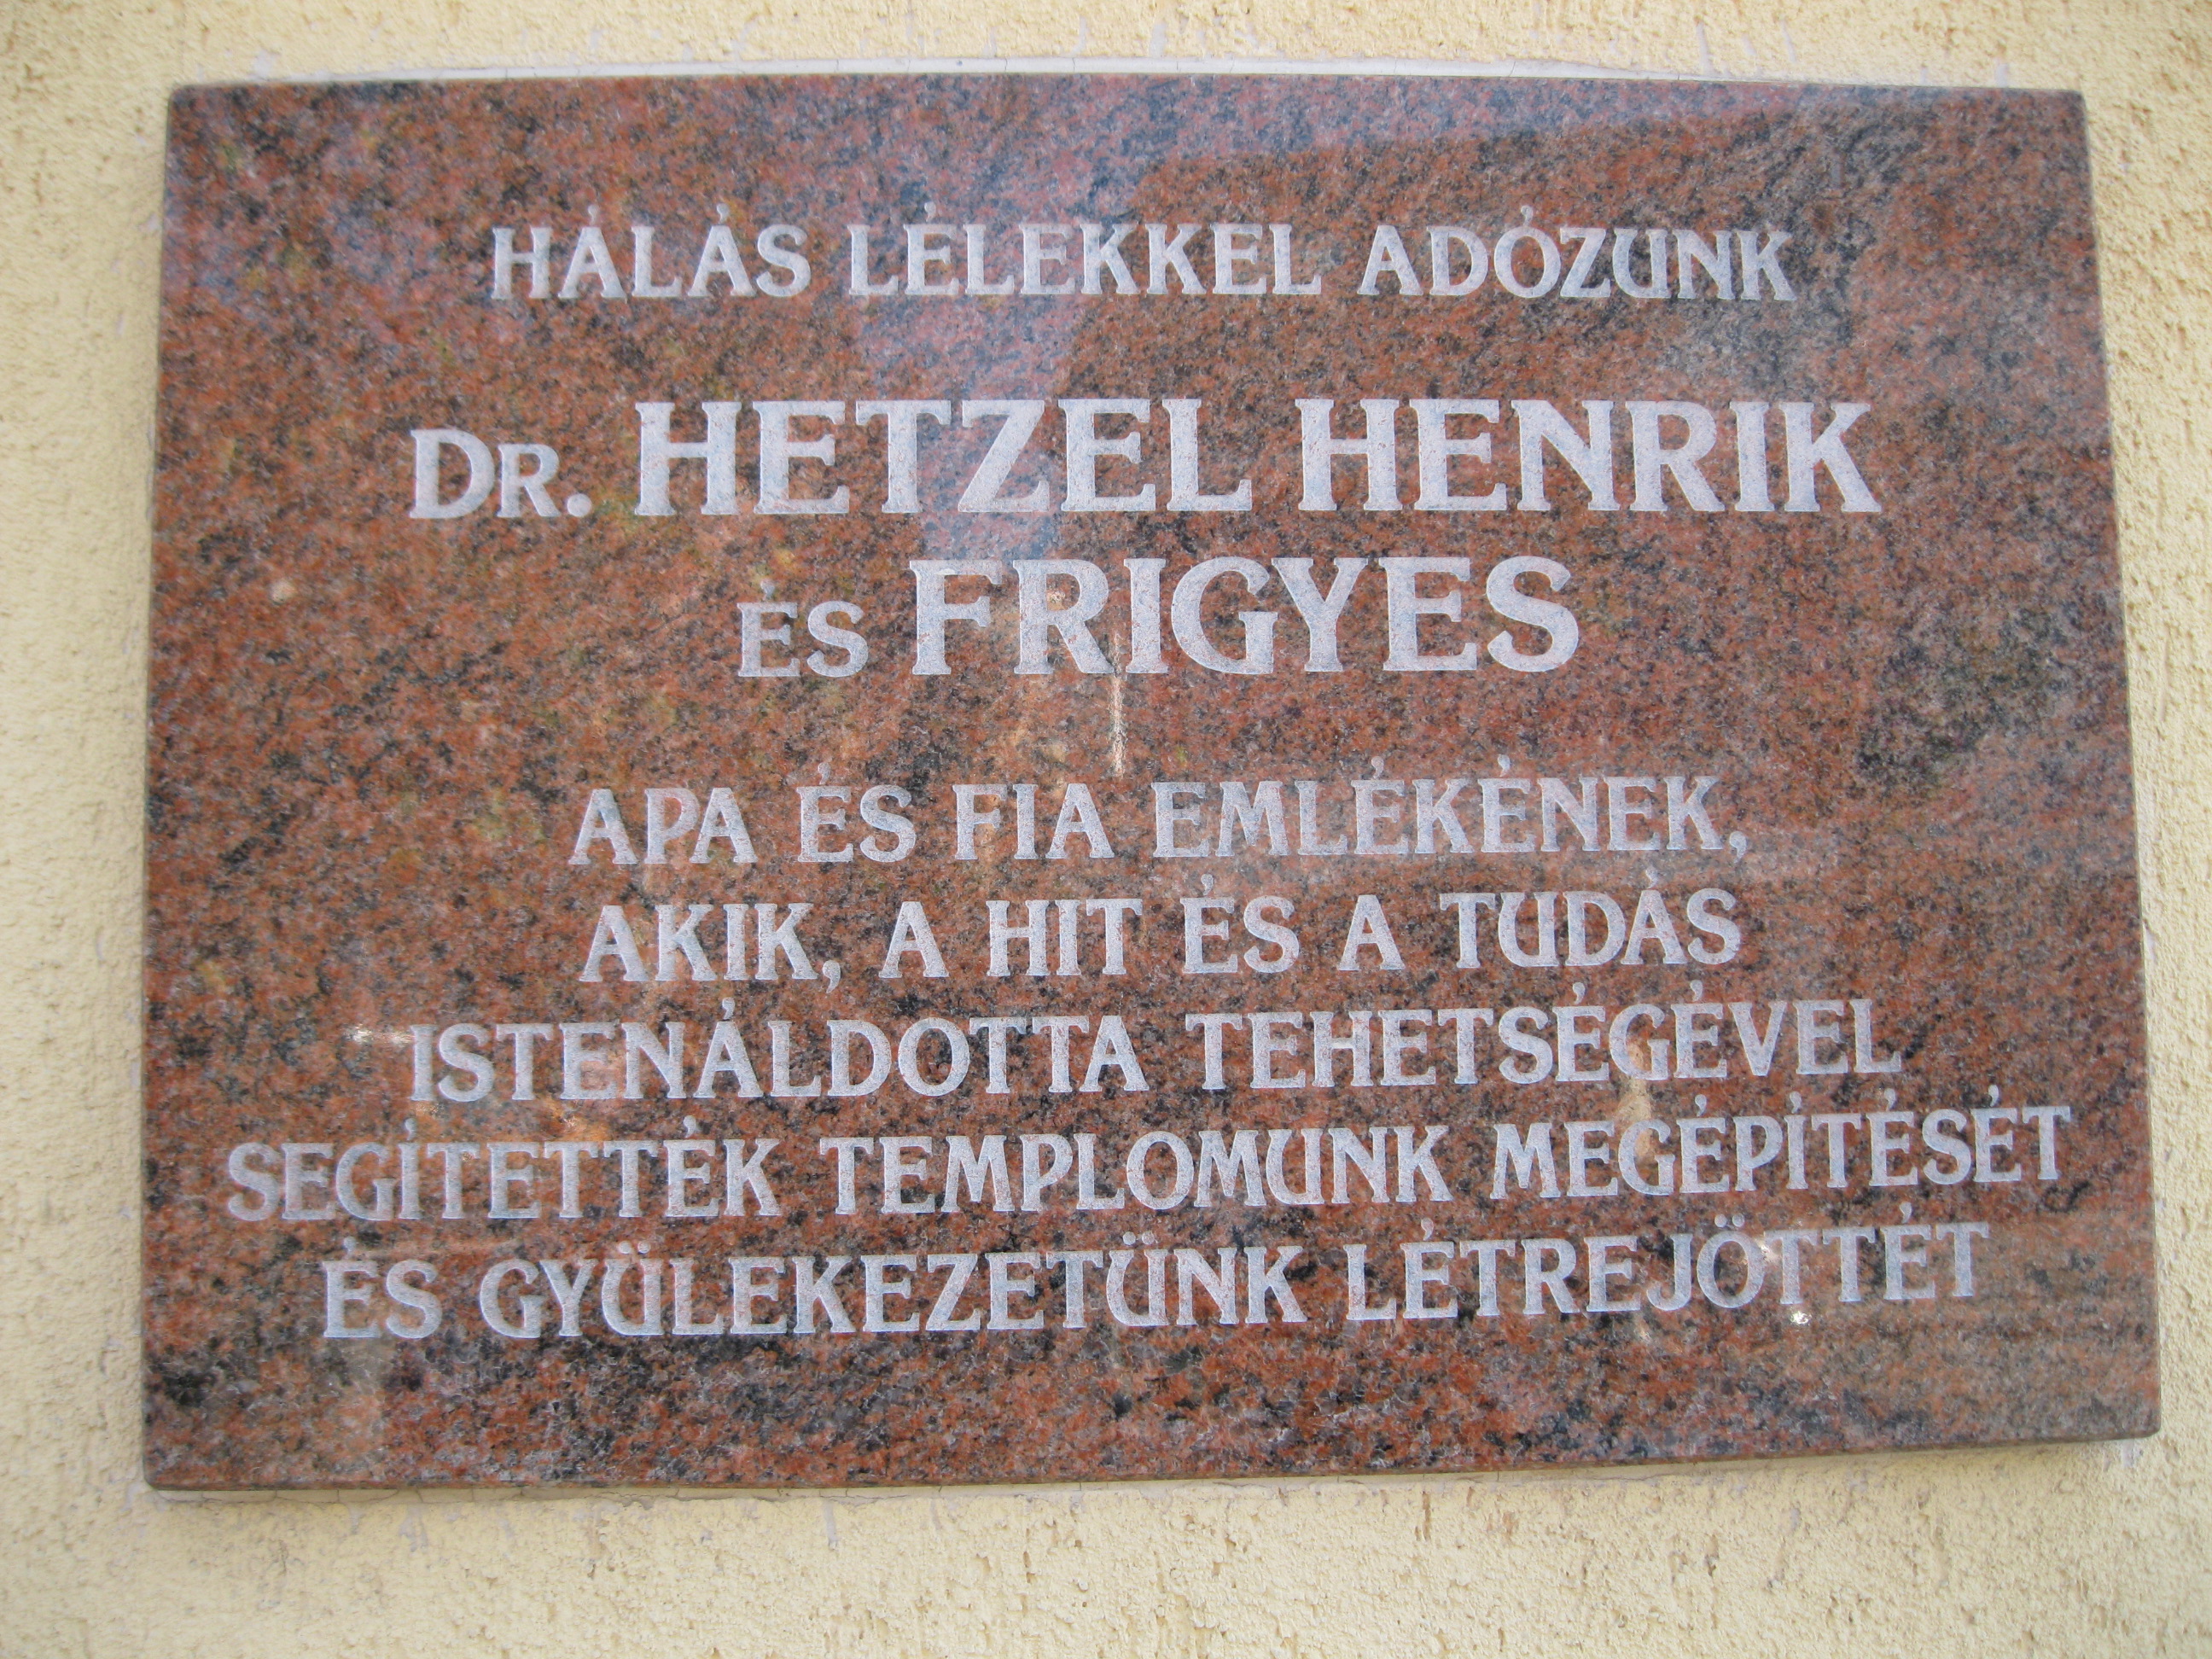 HÁLÁS LÉLEKKEL ADÓZUNK
DR. HETZEL HENRIK
ÉS FRIGYES
APA ÉS FIA EMLÉKÉNEK,
AKIK, A HIT ÉS A TUDÁS
ISTENÁLDOTTA TEHETSÉGÉVEL
SEGÍTETTÉK TEMPLOMUNK MEGÉPÍTÉSÉT
ÉS GYÜLEKEZETÜNK LÉTREJÖTTÉT